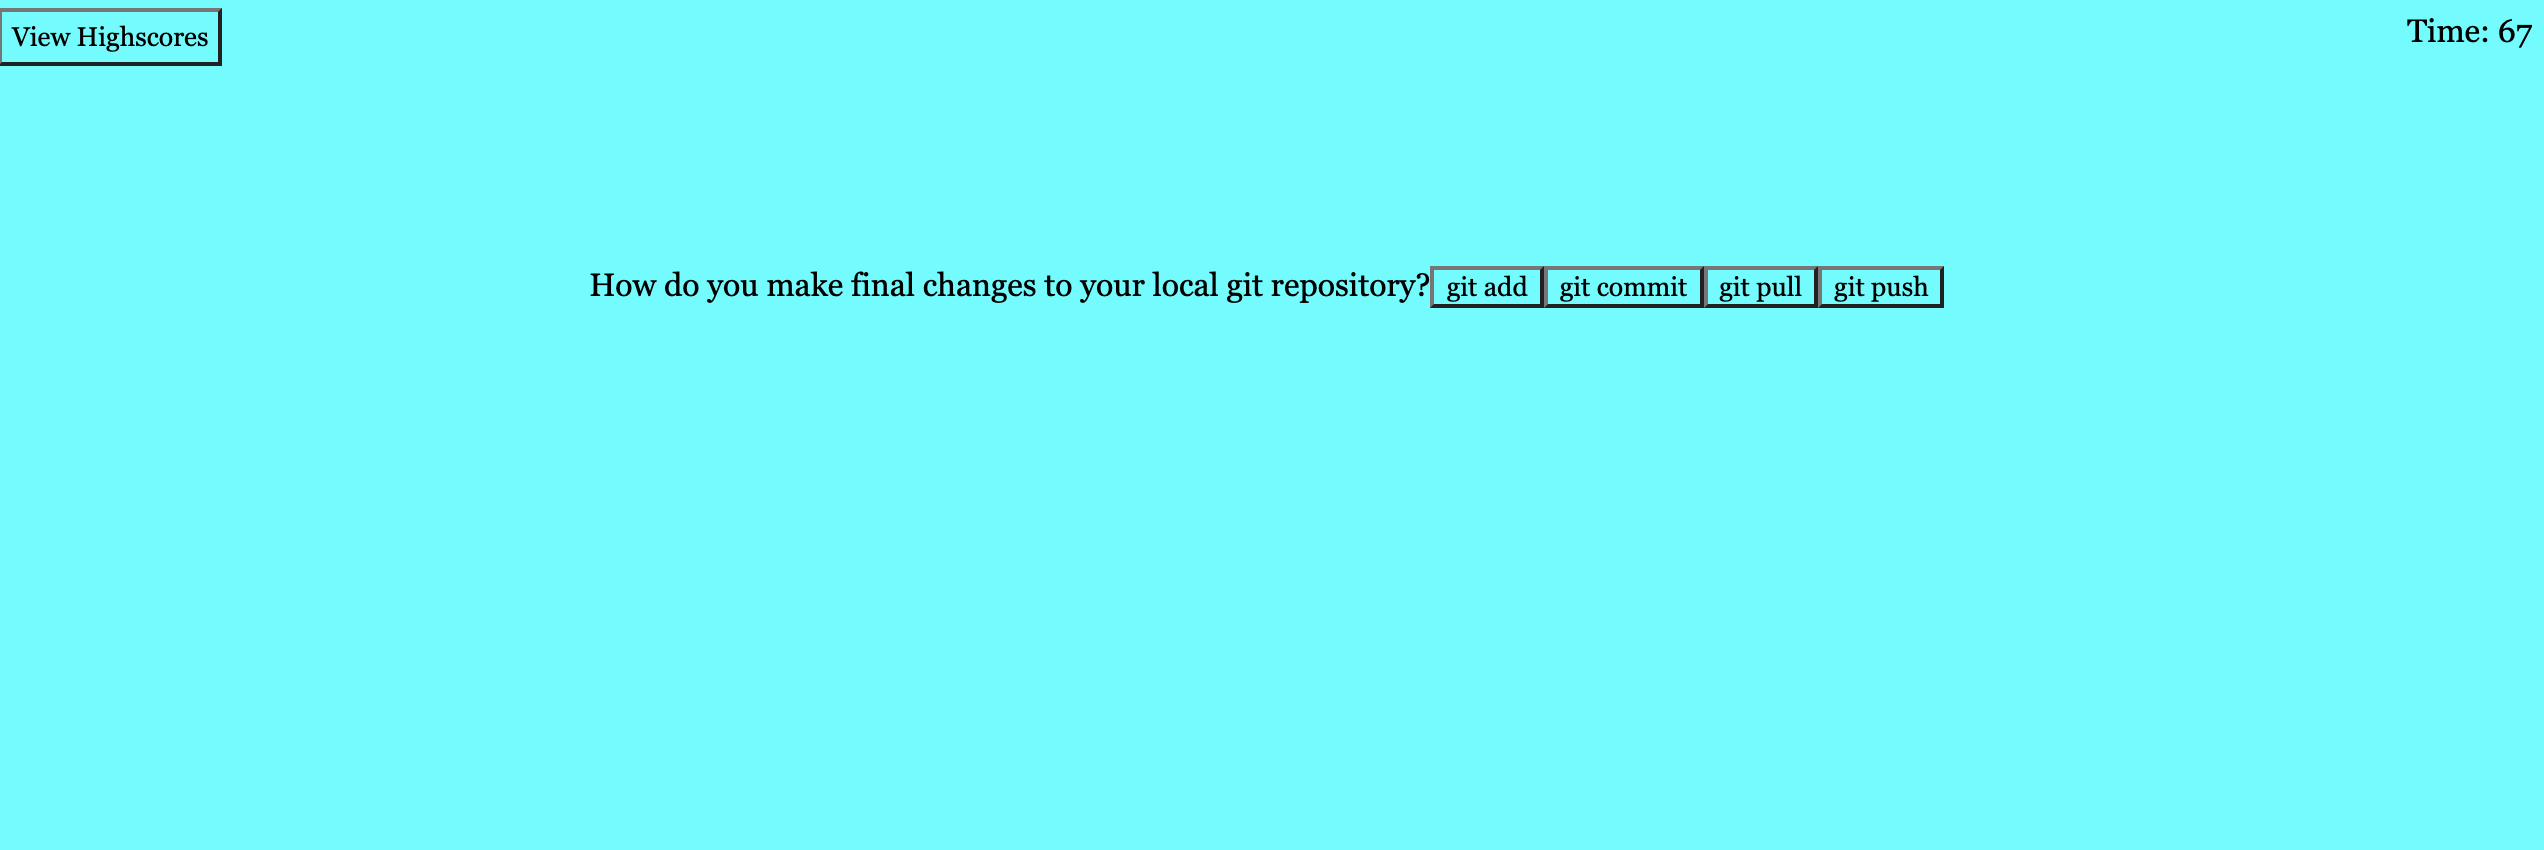 View Highscores
Time: 67
How do you make final changes to your local git repository? git add git commit git pull git push